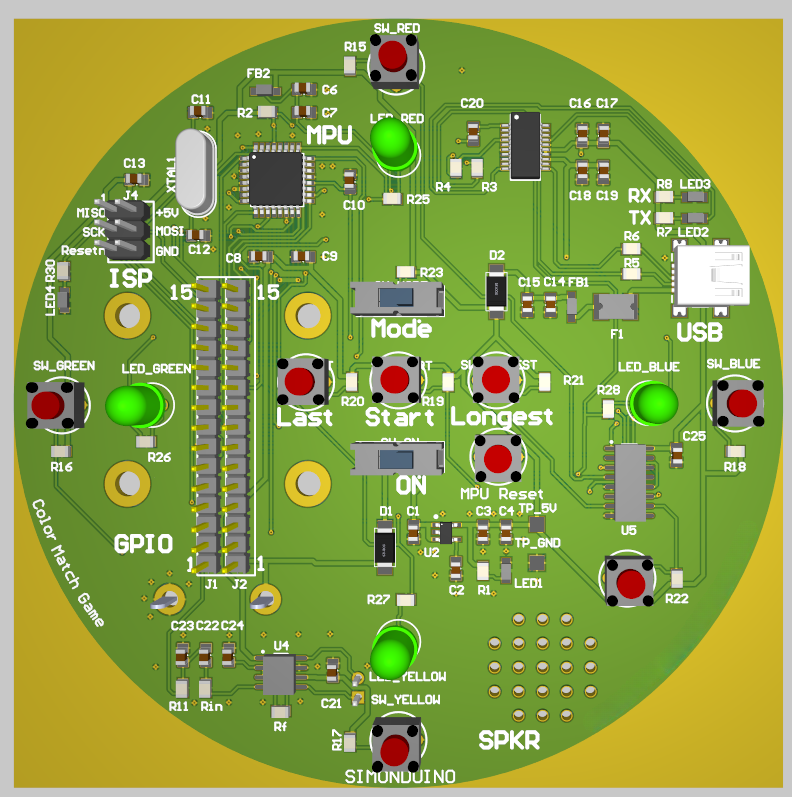 SW_RED
R15
FB2
C6
C11
R2
C7
MPU
LED_RED
C20
C16 C17
XTAL1
C13
J4
MISO +5V
SCK MOSI
Resetn GND
ISP
C12
C10
R25
R4 R3
C18 C19
R8 LED3
RX
TX
R7 LED2
R6
R5
C8 C9
R30
LED4
R23
D2
C15 C14 FB1
F1
USB
15 15
Mode
SW_GREEN
LED_GREEN
LED_BLUE
SW_BLUE
R20
R19
R21
R28
Last
Start
Longest
R16
R26
C25
R18
ON
MPU Reset
U5
TP_5V
TP_GND
Color Match Game
GPIO
D1
C1
U2
C3 C4
C2
R1
LED1
1 1
J1 J2
R27
R22
C23 C22 C24
U4
LED_YELLOW
SW_YELLOW
R11 Rin
C21
Rf
R17
SPKR
SIMONDUINO